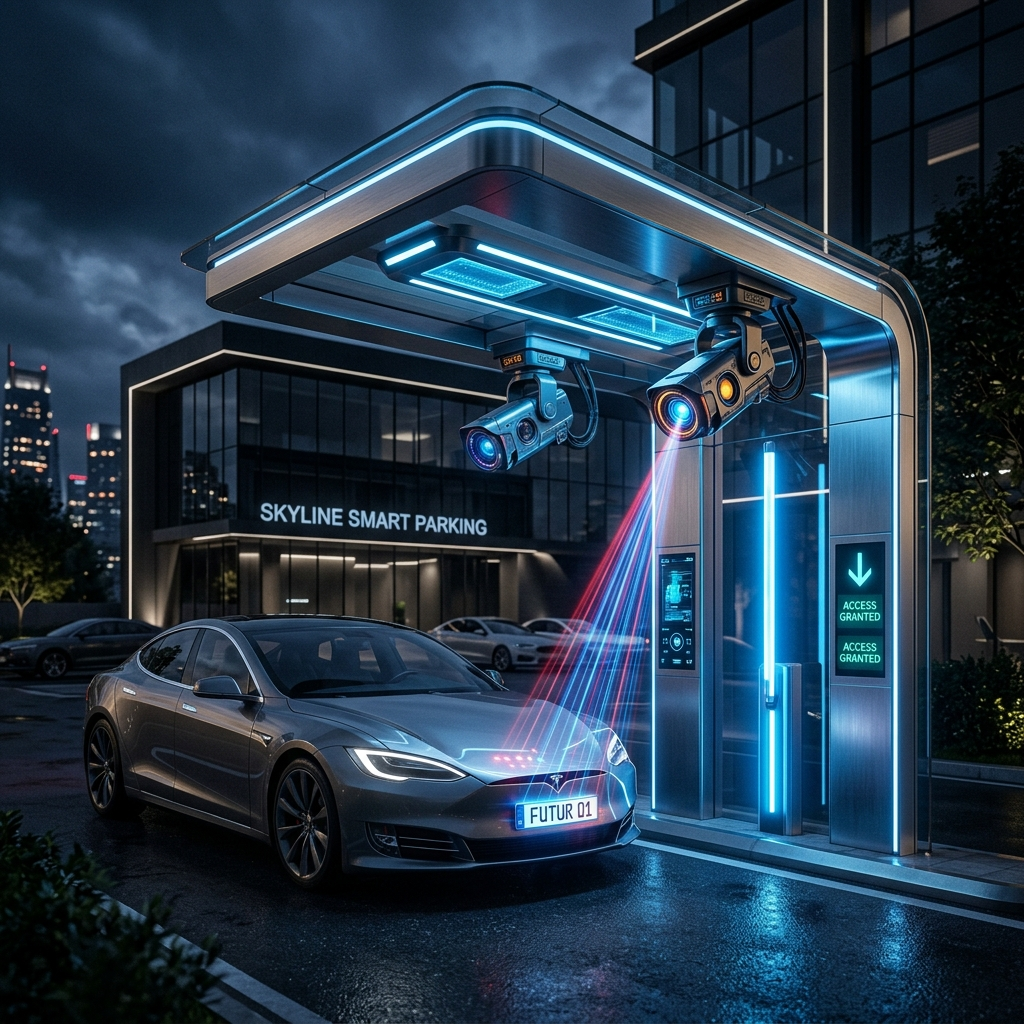 SKYLINE SMART PARKING
ACCESS
GRANTED
ACCESS
GRANTED
FUTUR 01